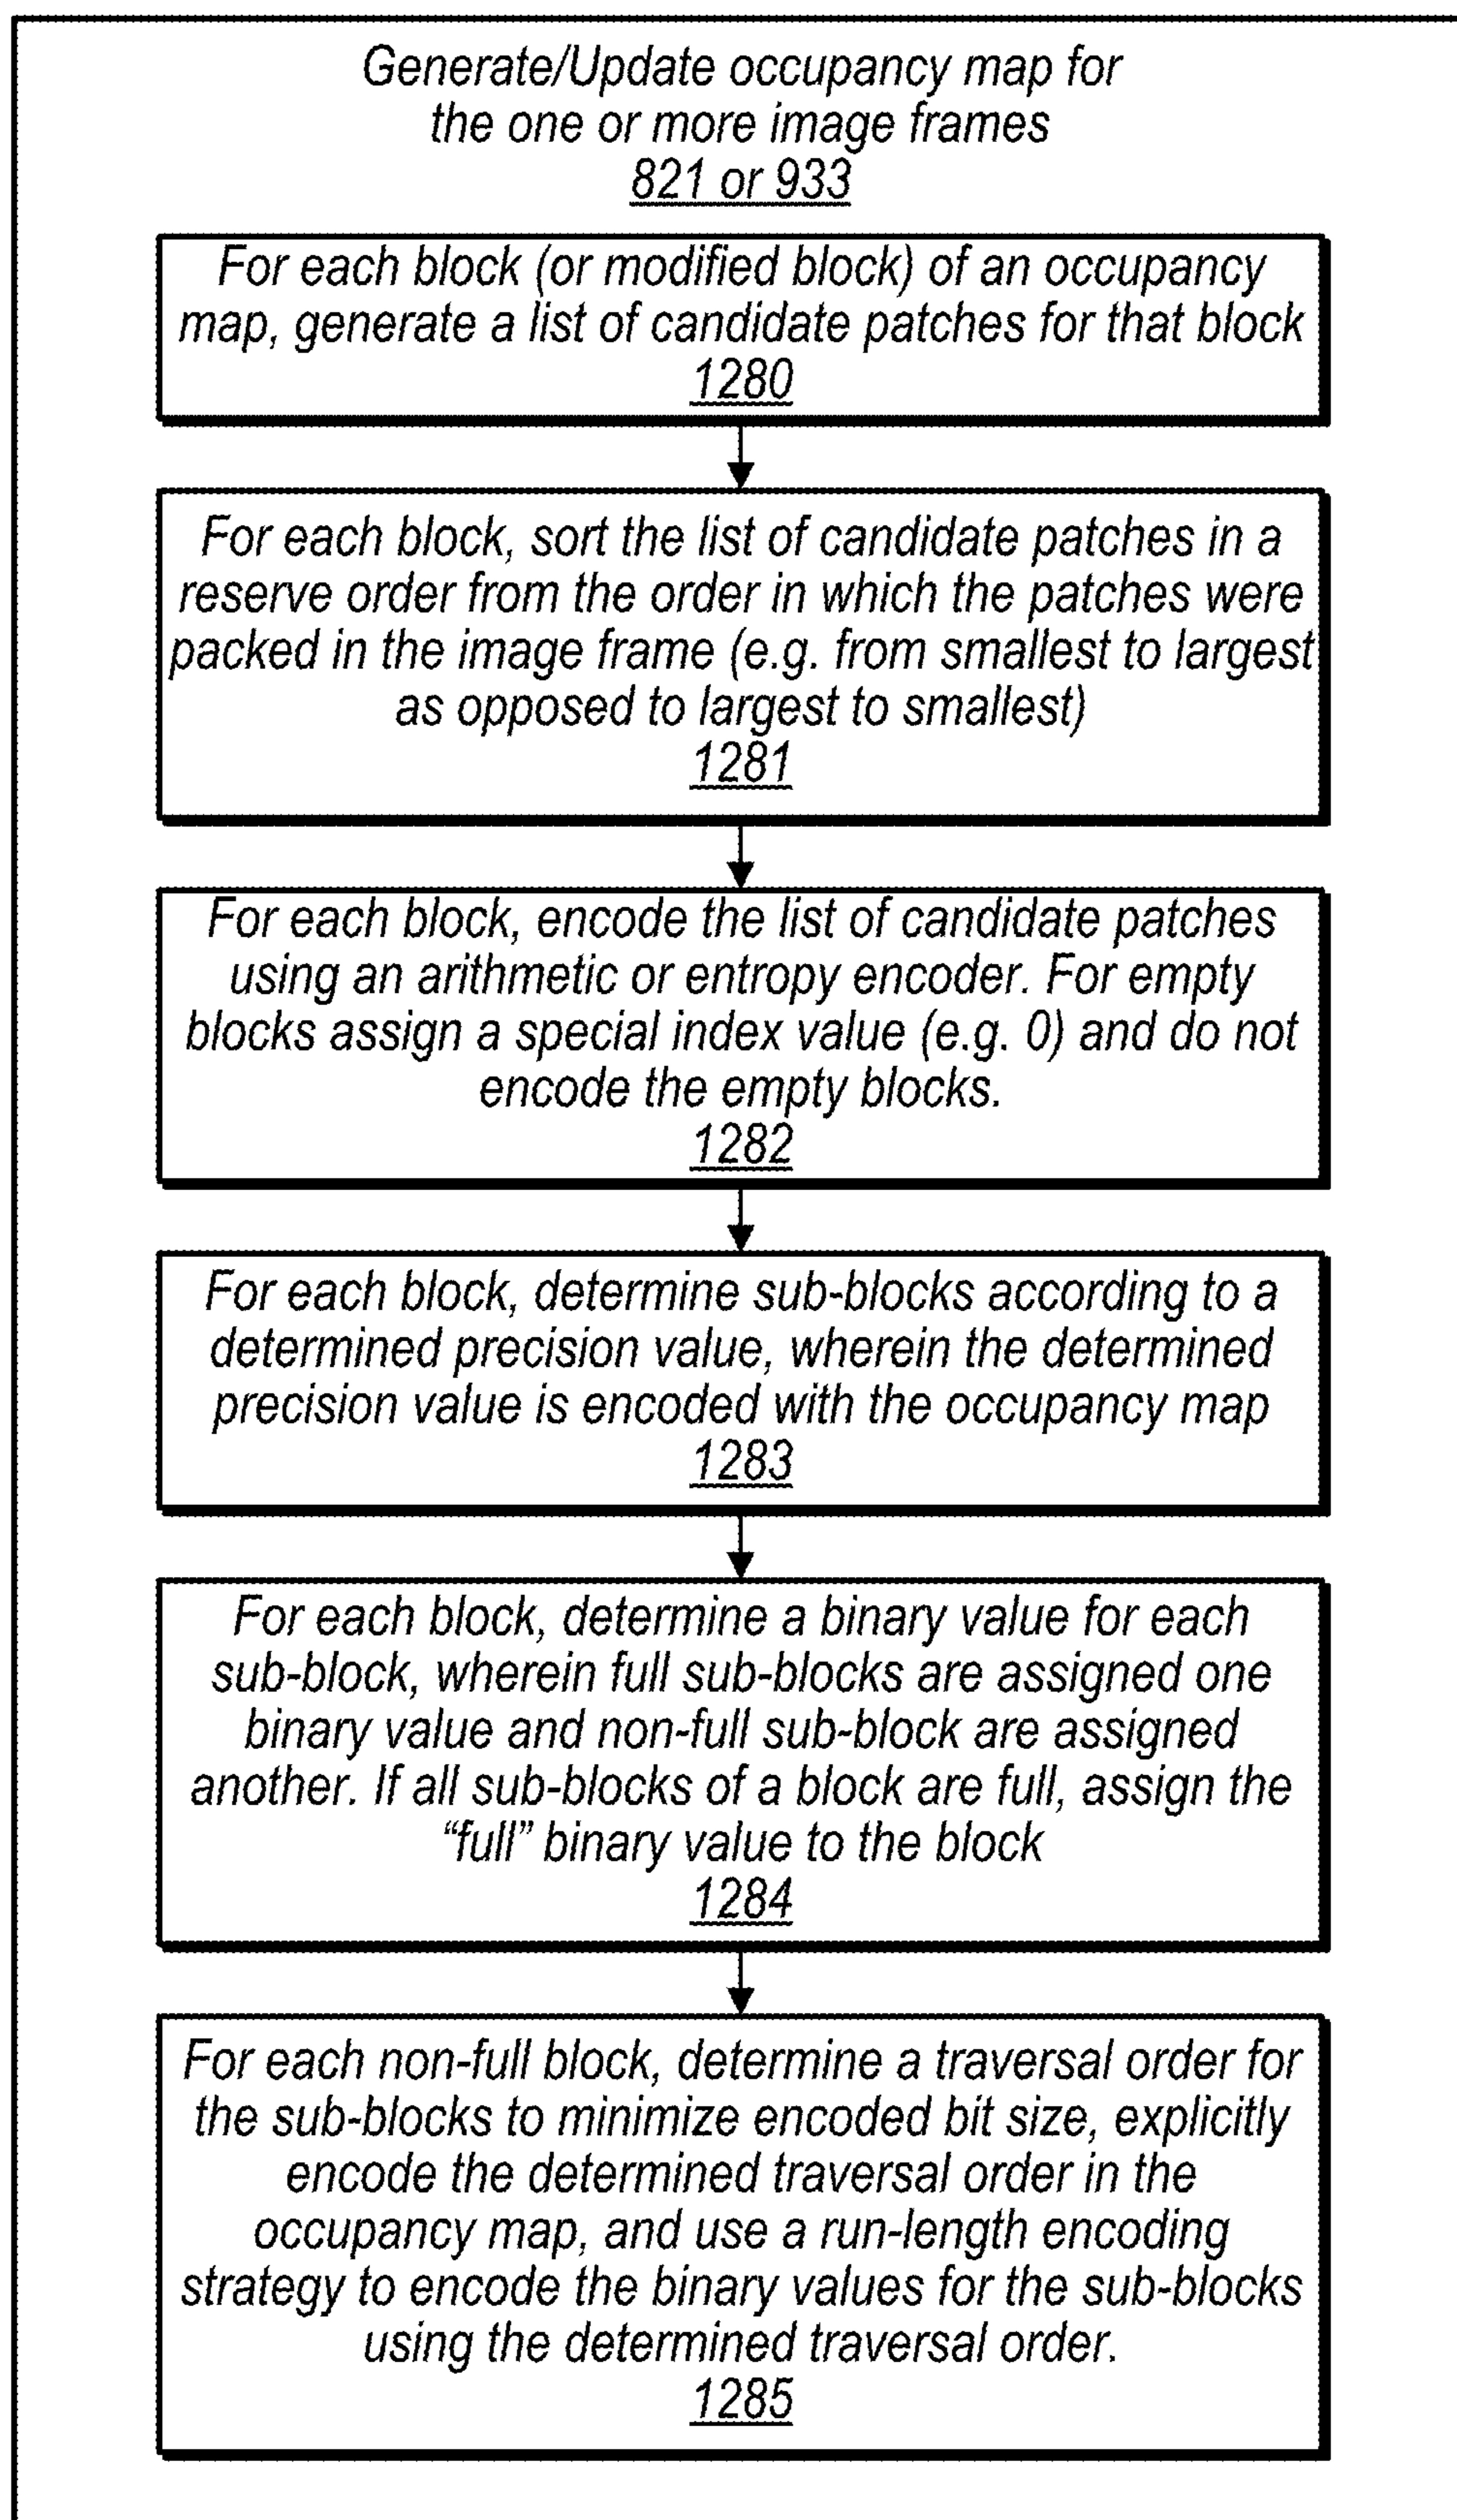 Generate/Update occupancy map for
the one or more image frames
821 or 933
For each block (or modified block) of an occupancy
map, generate a list of candidate patches for that block
1280
For each block, sort the list of candidate patches in a
reserve order from the order in which the patches were
packed in the image frame (e.g. from smallest to largest
as opposed to largest to smallest)
1281
For each block, encode the list of candidate patches
using an arithmetic or entropy encoder. For empty
blocks assign a special index value (e.g. 0) and do not
encode the empty blocks.
1282
For each block, determine sub-blocks according to a
determined precision value, wherein the determined
precision value is encoded with the occupancy map
1283
For each block, determine a binary value for each
sub-block, wherein full sub-blocks are assigned one
binary value and non-full sub-block are assigned
another. If all sub-blocks of a block are full, assign the
“full” binary value to the block
1284
For each non-full block, determine a traversal order for
the sub-blocks to minimize encoded bit size, explicitly
encode the determined traversal order in the
occupancy map, and use a run-length encoding
strategy to encode the binary values for the sub-blocks
using the determined traversal order.
1285